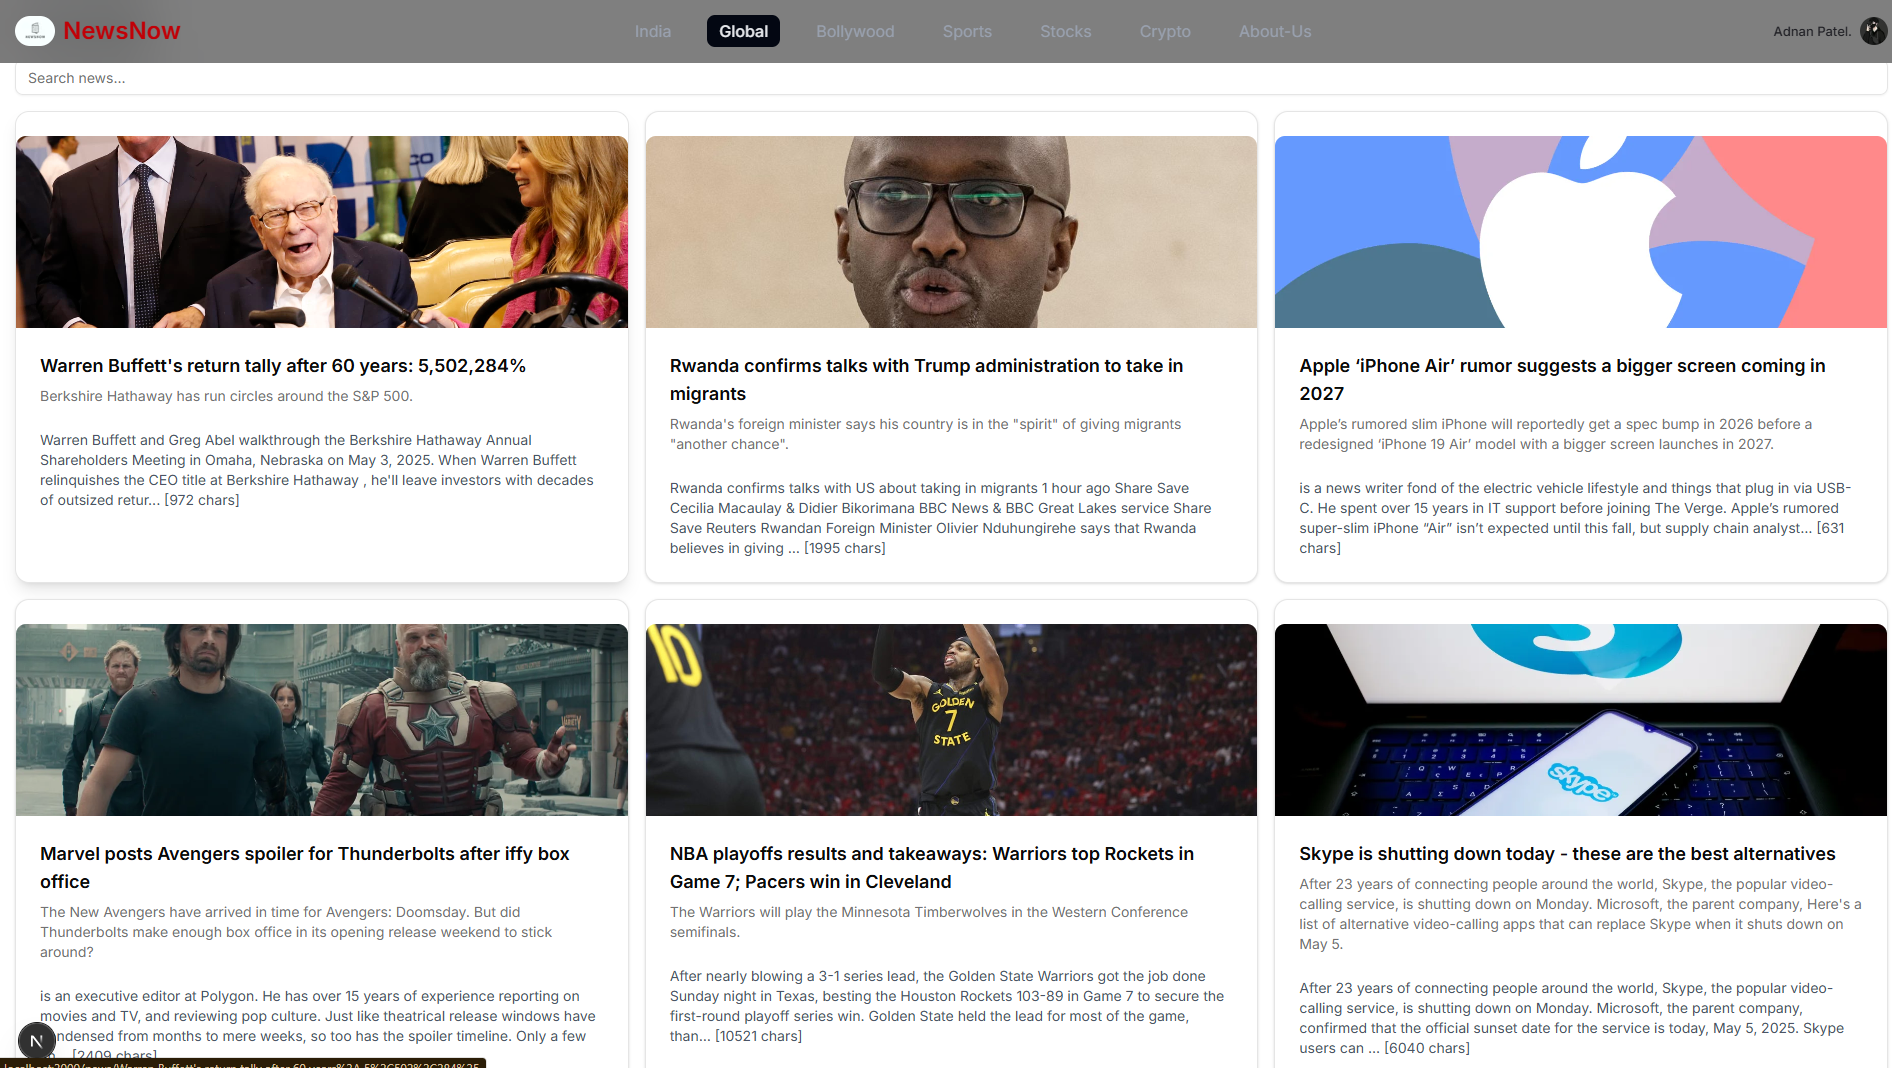 NewsNow
India Global Bollywood Sports Stocks Crypto About-Us
Adnan Patel.
Search news...
Warren Buffett's return tally after 60 years: 5,502,284%
Berkshire Hathaway has run circles around the S&P 500.
Warren Buffett and Greg Abel walkthrough the Berkshire Hathaway Annual
Shareholders Meeting in Omaha, Nebraska on May 3, 2025. When Warren Buffett
relinquishes the CEO title at Berkshire Hathaway , he'll leave investors with decades
of outsized retur... [972 chars]
Rwanda confirms talks with Trump administration to take in
migrants
Rwanda's foreign minister says his country is in the "spirit" of giving migrants
"another chance".
Rwanda confirms talks with US about taking in migrants 1 hour ago Share Save
Cecilia Macaulay & Didier Bikorimana BBC News & BBC Great Lakes service Share
Save Reuters Rwandan Foreign Minister Olivier Nduhungirehe says that Rwanda
believes in giving ... [1995 chars]
Apple ‘iPhone Air’ rumor suggests a bigger screen coming in
2027
Apple’s rumored slim iPhone will reportedly get a spec bump in 2026 before a
redesigned ‘iPhone 19 Air’ model with a bigger screen launches in 2027.
is a news writer fond of the electric vehicle lifestyle and things that plug in via USB-
C. He spent over 15 years in IT support before joining The Verge. Apple’s rumored
super-slim iPhone “Air” isn’t expected until this fall, but supply chain analyst... [631
chars]
Marvel posts Avengers spoiler for Thunderbolts after iffy box
office
The New Avengers have arrived in time for Avengers: Doomsday. But did
Thunderbolts make enough box office in its opening release weekend to stick
around?
is an executive editor at Polygon. He has over 15 years of experience reporting on
movies and TV, and reviewing pop culture. Just like theatrical release windows have
ndensed from months to mere weeks, so too has the spoiler timeline. Only a few
... [2409 chars]
10
GOLDEN
7
STATE
NBA playoffs results and takeaways: Warriors top Rockets in
Game 7; Pacers win in Cleveland
The Warriors will play the Minnesota Timberwolves in the Western Conference
semifinals.
After nearly blowing a 3-1 series lead, the Golden State Warriors got the job done
Sunday night in Texas, besting the Houston Rockets 103-89 in Game 7 to secure the
first-round playoff series win. Golden State held the lead for most of the game,
than... [10521 chars]
skype
Skype is shutting down today - these are the best alternatives
After 23 years of connecting people around the world, Skype, the popular video-
calling service, is shutting down on Monday. Microsoft, the parent company, Here's a
list of alternative video-calling apps that can replace Skype when it shuts down on
May 5.
After 23 years of connecting people around the world, Skype, the popular video-
calling service, is shutting down on Monday. Microsoft, the parent company,
confirmed that the official sunset date for the service is today, May 5, 2025. Skype
users can ... [6040 chars]
N